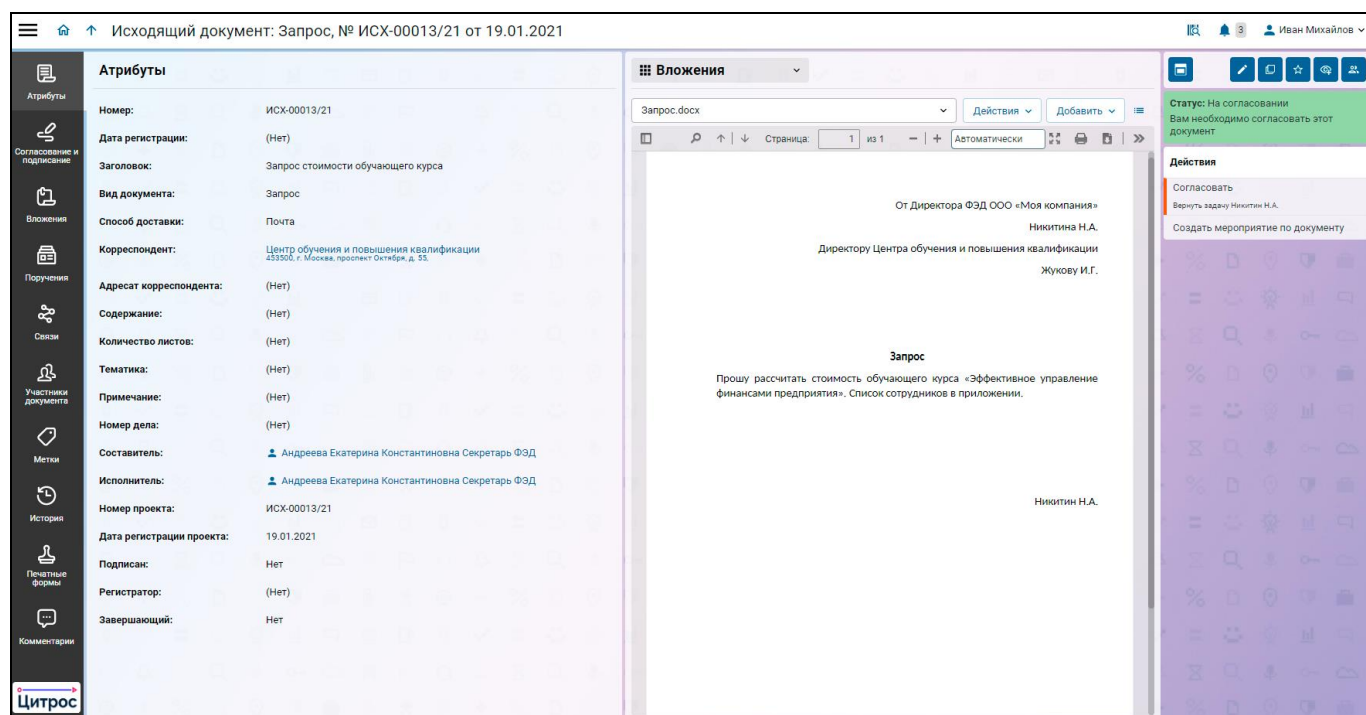 Исходящий документ: Запрос, № ИСХ-00013/21 от 19.01.2021
3
Иван Михайлов
Атрибуты
Согласование и подписание
Вложения
Поручения
Связи
Участники документа
Метки
История
Печатные формы
Комментарии
Цитрос
Атрибуты
Номер: ИСХ-00013/21
Дата регистрации: (Нет)
Заголовок: Запрос стоимости обучающего курса
Вид документа: Запрос
Способ доставки: Почта
Корреспондент: Центр обучения и повышения квалификации
453500, г. Москва, проспект Октября, д. 55,
Адресат корреспондента: (Нет)
Содержание: (Нет)
Количество листов: (Нет)
Тематика: (Нет)
Примечание: (Нет)
Номер дела: (Нет)
Составитель: Андреева Екатерина Константиновна Секретарь ФЭД
Исполнитель: Андреева Екатерина Константиновна Секретарь ФЭД
Номер проекта: ИСХ-00013/21
Дата регистрации проекта: 19.01.2021
Подписан: Нет
Регистратор: (Нет)
Завершающий: Нет
Вложения
Запрос.docx
Действия
Добавить
Страница: 1 из 1
Автоматически
От Директора ФЭД ООО «Моя компания»
Никитина Н.А.
Директору Центра обучения и повышения квалификации
Жукову И.Г.
Запрос
Прошу рассчитать стоимость обучающего курса «Эффективное управление
финансами предприятия». Список сотрудников в приложении.
Никитин Н.А.
Статус: На согласовании
Вам необходимо согласовать этот
документ
Действия
Согласовать
Вернуть задачу Никитин Н.А.
Создать мероприятие по документу